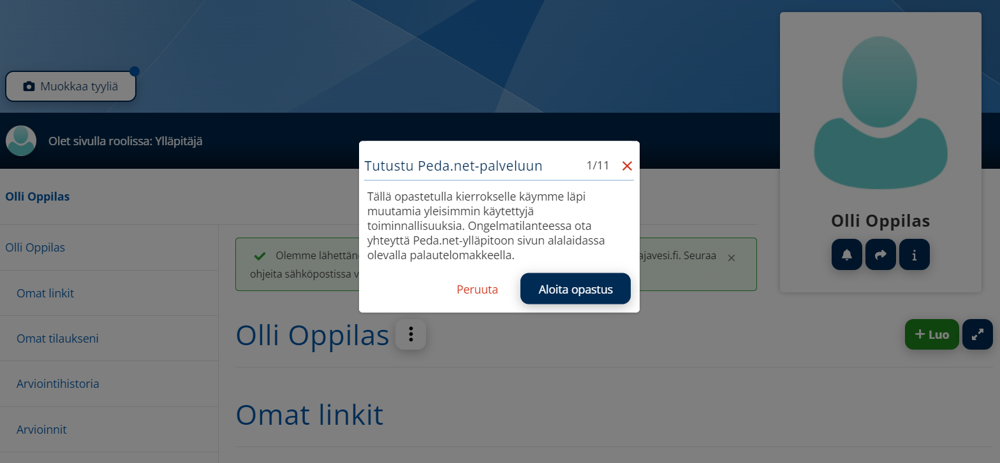 Muokkaa tyyliä
Olet sivulla roolissa: Ylläpitäjä
Olli Oppilas
Olli Oppilas
Omat linkit
Omat tilaukseni
Arviointihistoria
Arvioinnit
Tutustu Peda.net-palveluun 1/11
Tällä opastetulla kierrokselle käymme läpi
muutamia yleisimmin käytettyjä
toiminnallisuuksia. Ongelmatilanteessa ota
yhteyttä Peda.net-ylläpitoon sivun alalaidassa
olevalla palautelomakkeella.
Peruuta
Aloita opastus
Olemme ajavesi.fi. Seuraa
ohjeita sähköpostissa
Olli Oppilas
Olli Oppilas
Luo
Omat linkit